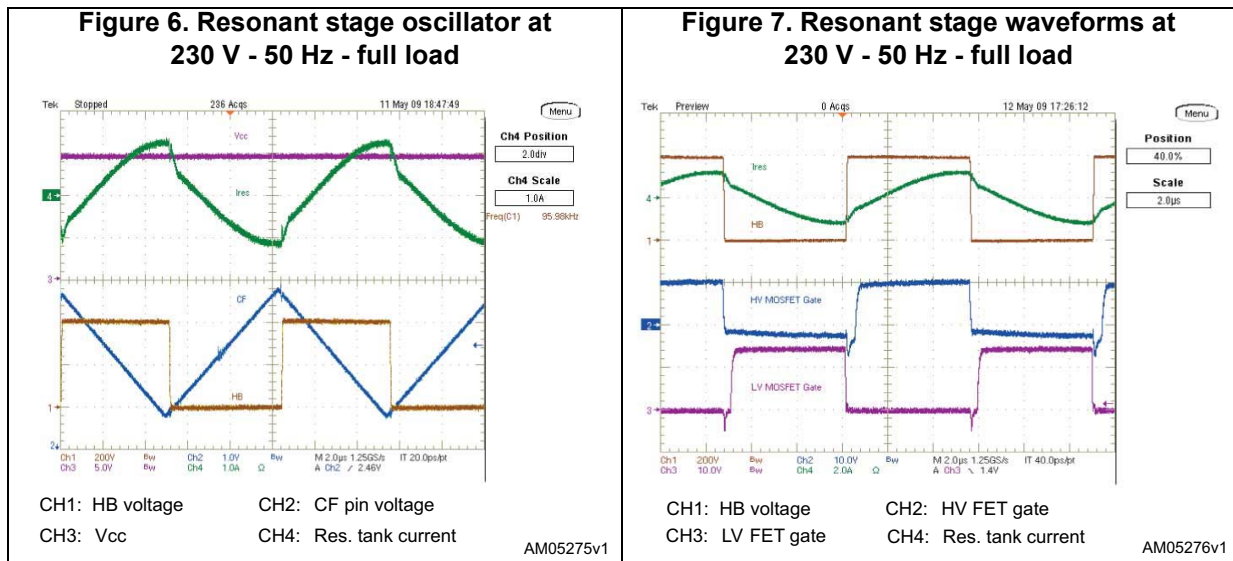 Figure 6. Resonant stage oscillator at
230 V - 50 Hz - full load
Tek Stopped 236 Acqs 11 May 09 18:47:49
Menu
Vcc
Ch4 Position
2.0div
4
Ires
Ch4 Scale
1.0A
Freq(C1) 95.98kHz
3
CF
HB
1
2
Ch1 200V Bw Ch2 1.0V Bw M 2.0µs 1.25GS/s IT 20.0ps/pt
Ch3 5.0V Bw Ch4 1.0A Ω A Ch2 ∕ 2.46V
CH1: HB voltage CH2: CF pin voltage
CH3: Vcc CH4: Res. tank current
AM05275v1
Figure 7. Resonant stage waveforms at
230 V - 50 Hz - full load
Tek Preview 0 Acqs 12 May 09 17:26:12
Menu
Position
40.0%
Ires
Scale
2.0µs
4
HB
1
HV MOSFET Gate
2
LV MOSFET Gate
3
Ch1 200V Bw Ch2 10.0V Bw M 2.0µs 1.25GS/s IT 40.0ps/pt
Ch3 10.0V Bw Ch4 2.0A Ω A Ch3 \ 1.4V
CH1: HB voltage CH2: HV FET gate
CH3: LV FET gate CH4: Res. tank current
AM05276v1